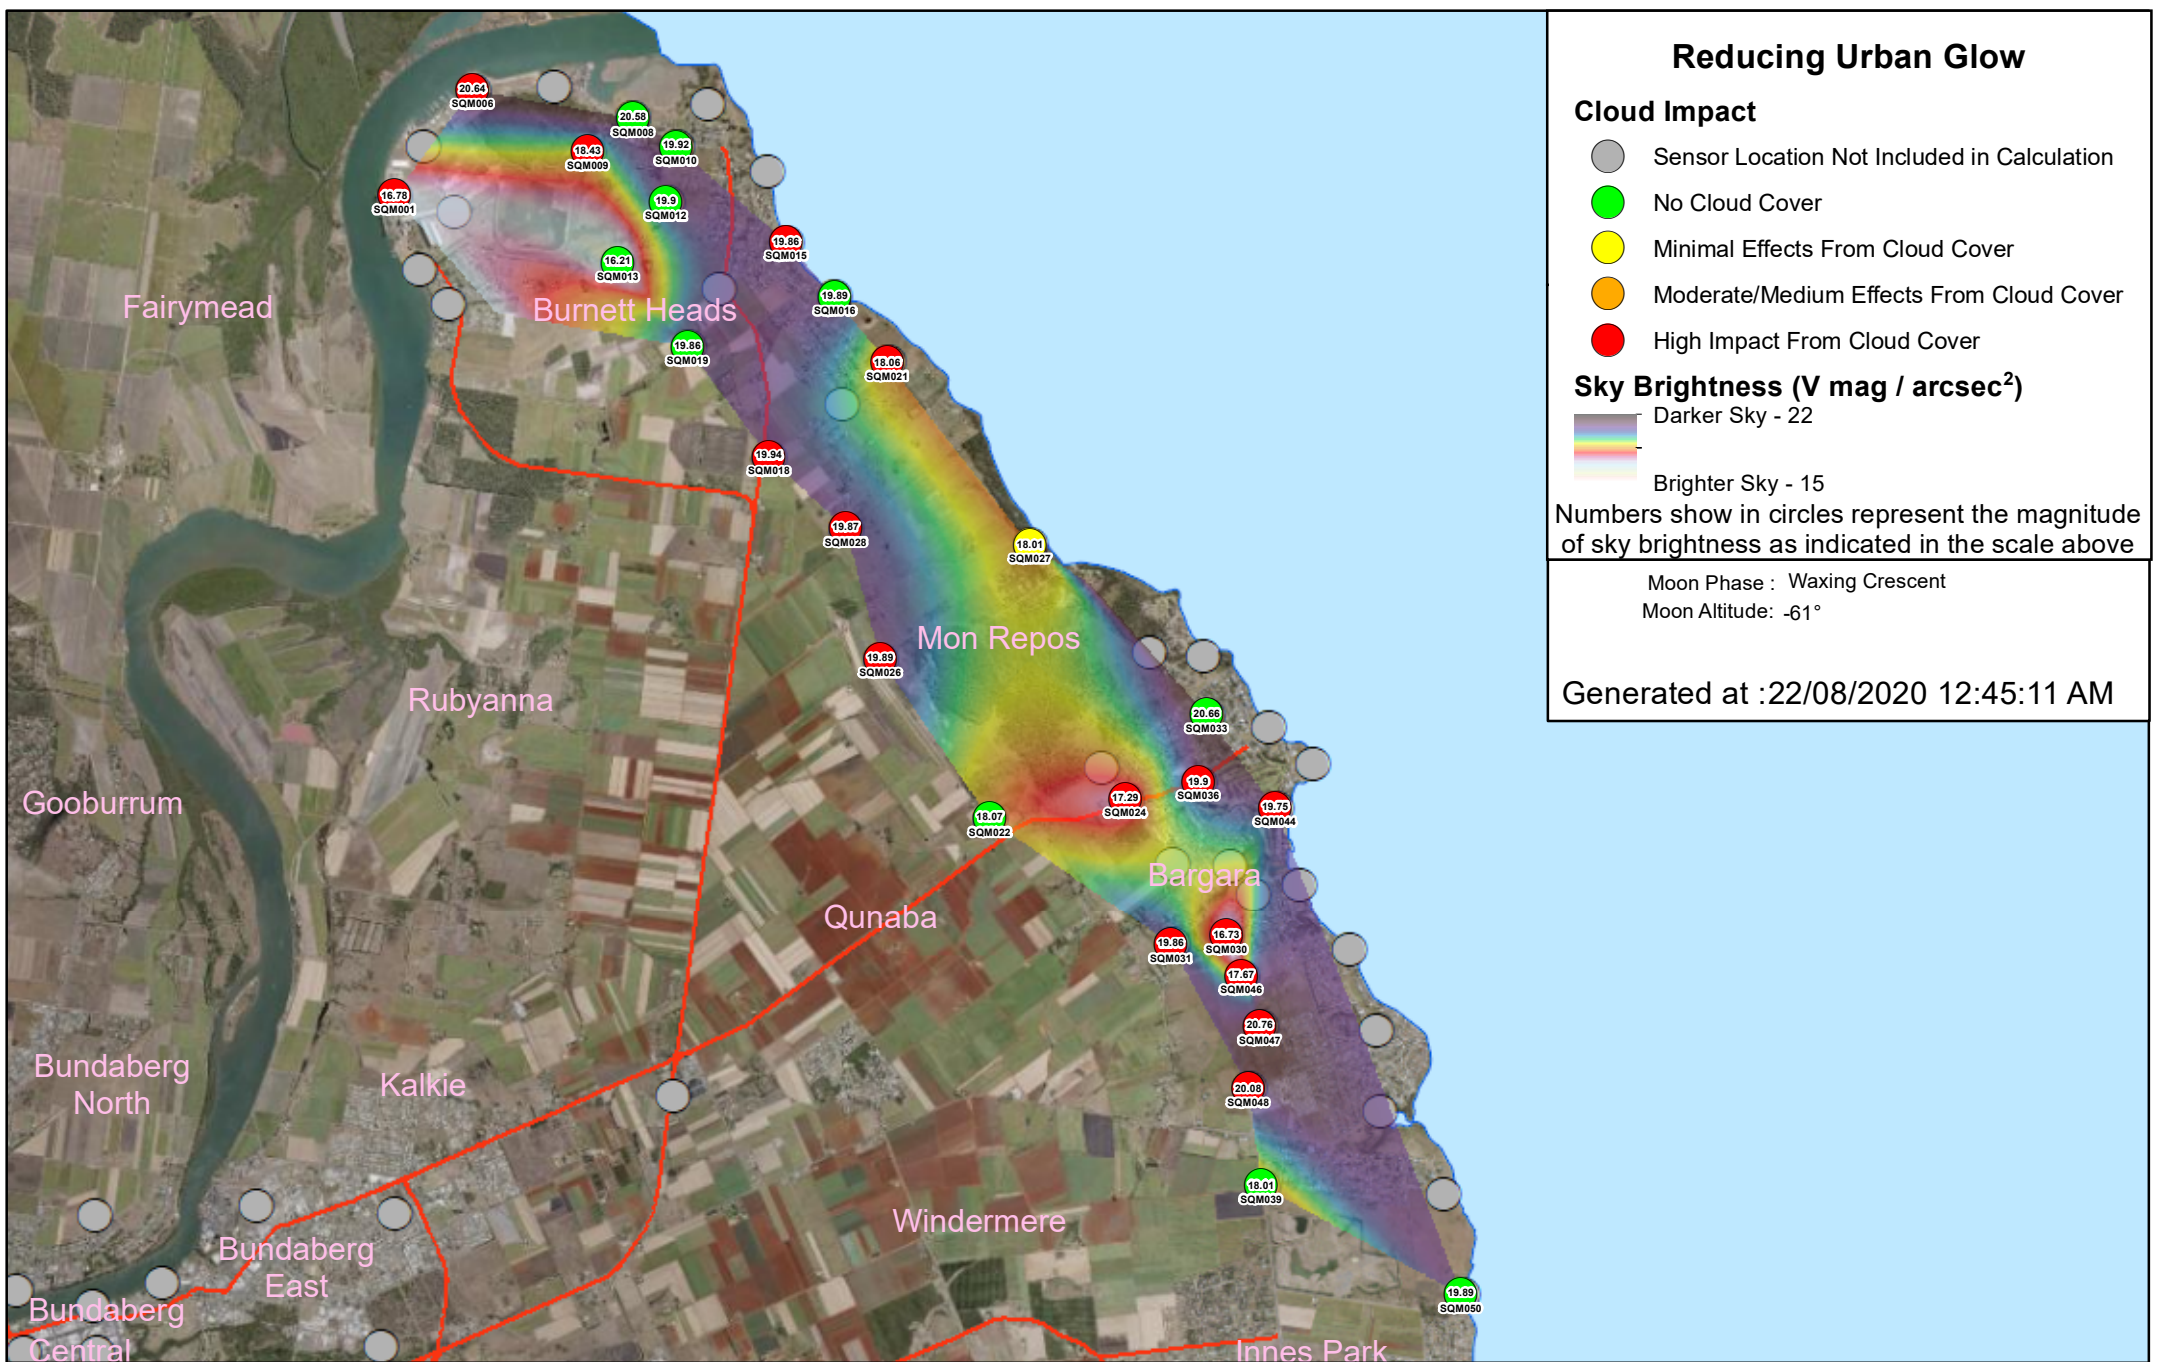 Reducing Urban Glow
Cloud Impact
Sensor Location Not Included in Calculation
No Cloud Cover
Minimal Effects From Cloud Cover
Moderate/Medium Effects From Cloud Cover
High Impact From Cloud Cover
Sky Brightness (V mag / arcsec²)
Darker Sky - 22
Brighter Sky - 15
Numbers show in circles represent the magnitude
of sky brightness as indicated in the scale above
Moon Phase : Waxing Crescent
Moon Altitude: -61°
Generated at :22/08/2020 12:45:11 AM
20.64
SQM006
20.58
SQM008
18.43
SQM009
19.92
SQM010
16.78
SQM001
19.9
SQM012
19.86
SQM015
16.21
SQM013
19.89
SQM016
Fairymead
Burnett Heads
19.86
SQM019
18.06
SQM021
19.94
SQM018
19.87
SQM028
18.01
SQM027
Mon Repos
19.89
SQM026
Rubyanna
20.66
SQM033
19.9
SQM036
17.29
SQM024
19.75
SQM044
Gooburrum
18.07
SQM022
Bargara
Qunaba
16.73
SQM030
19.86
SQM031
17.67
SQM046
20.76
SQM047
Bundaberg
North
Kalkie
20.08
SQM048
18.01
SQM039
Windermere
Bundaberg
East
19.89
SQM050
Bundaberg
Central
Innes Park